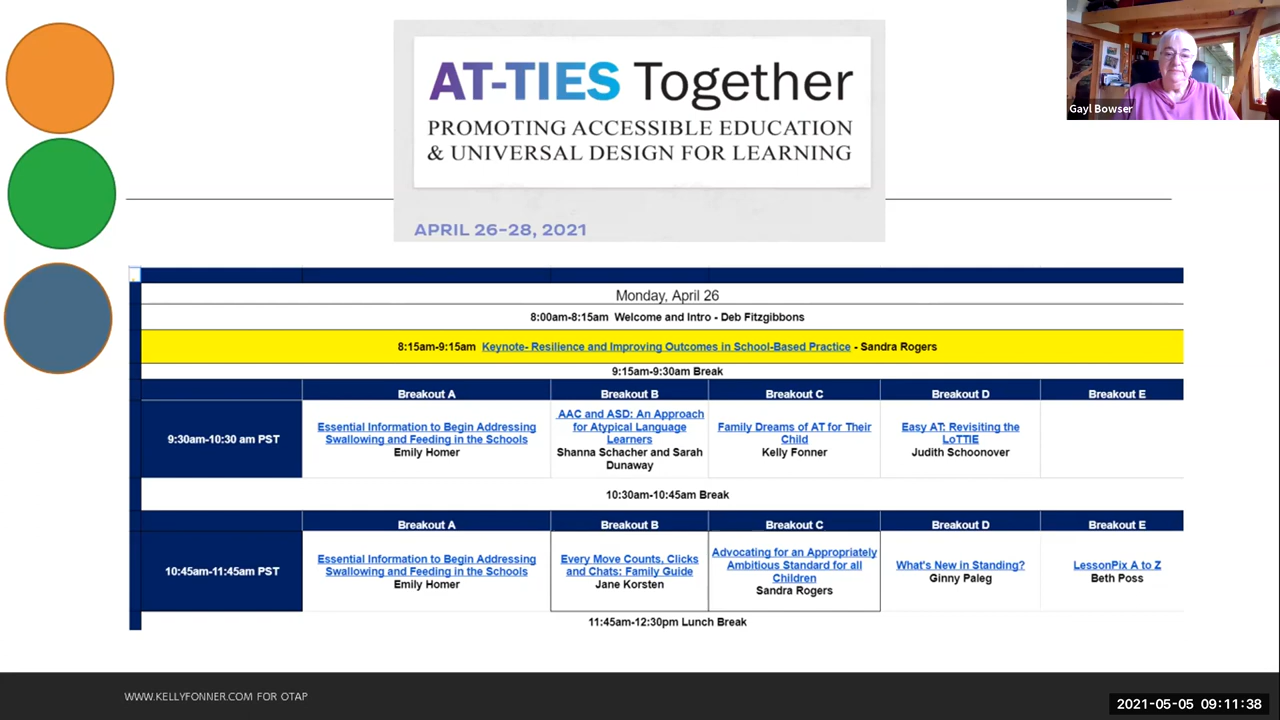 AT-TIES Together
PROMOTING ACCESSIBLE EDUCATION
& UNIVERSAL DESIGN FOR LEARNING
APRIL 26-28, 2021
Gayl Bowser
Monday, April 26
8:00am-8:15am Welcome and Intro - Deb Fitzgibbons
8:15am-9:15am Keynote- Resilience and Improving Outcomes in School-Based Practice - Sandra Rogers
9:15am-9:30am Break
Breakout A Breakout B Breakout C Breakout D Breakout E
9:30am-10:30 am PST
Essential Information to Begin Addressing
Swallowing and Feeding in the Schools
Emily Homer
AAC and ASD: An Approach
for Atypical Language
Learners
Shanna Schacher and Sarah
Dunaway
Family Dreams of AT for Their
Child
Kelly Fonner
Easy AT: Revisiting the
LoTTIE
Judith Schoonover
10:30am-10:45am Break
Breakout A Breakout B Breakout C Breakout D Breakout E
10:45am-11:45am PST
Essential Information to Begin Addressing
Swallowing and Feeding in the Schools
Emily Homer
Every Move Counts, Clicks
and Chats: Family Guide
Jane Korsten
Advocating for an Appropriately
Ambitious Standard for all
Children
Sandra Rogers
What's New in Standing?
Ginny Paleg
LessonPix A to Z
Beth Poss
11:45am-12:30pm Lunch Break
WWW.KELLYFONNER.COM FOR OTAP
2021-05-05 09:11:38